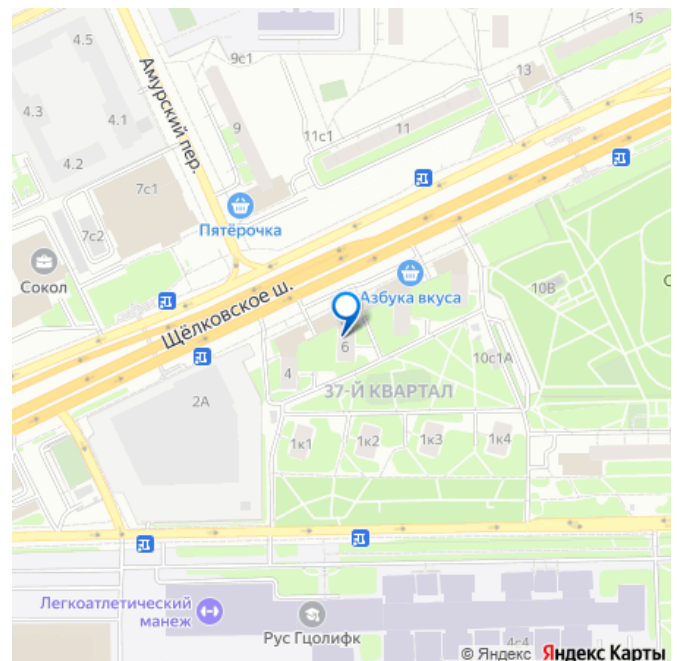 4.5
9с1
15
13
4.3
4.1
Амурский пер.
9
11с1
11
4.2
7с1
7с2
Пятёрочка
Сокол
Щёлковское ш.
Азбука вкуса
10В
С
6
4
10с1А
2А
37-Й КВАРТАЛ
1к1
1к2
1к3
1к4
Легкоатлетический
манеж
Рус Гцолифк
4с4
© Яндекс Яндекс Карты